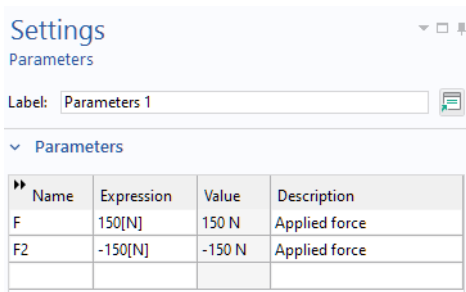 Settings
Parameters
Label: Parameters 1
Parameters
Name Expression Value Description
F 150[N] 150 N Applied force
F2 -150[N] -150 N Applied force